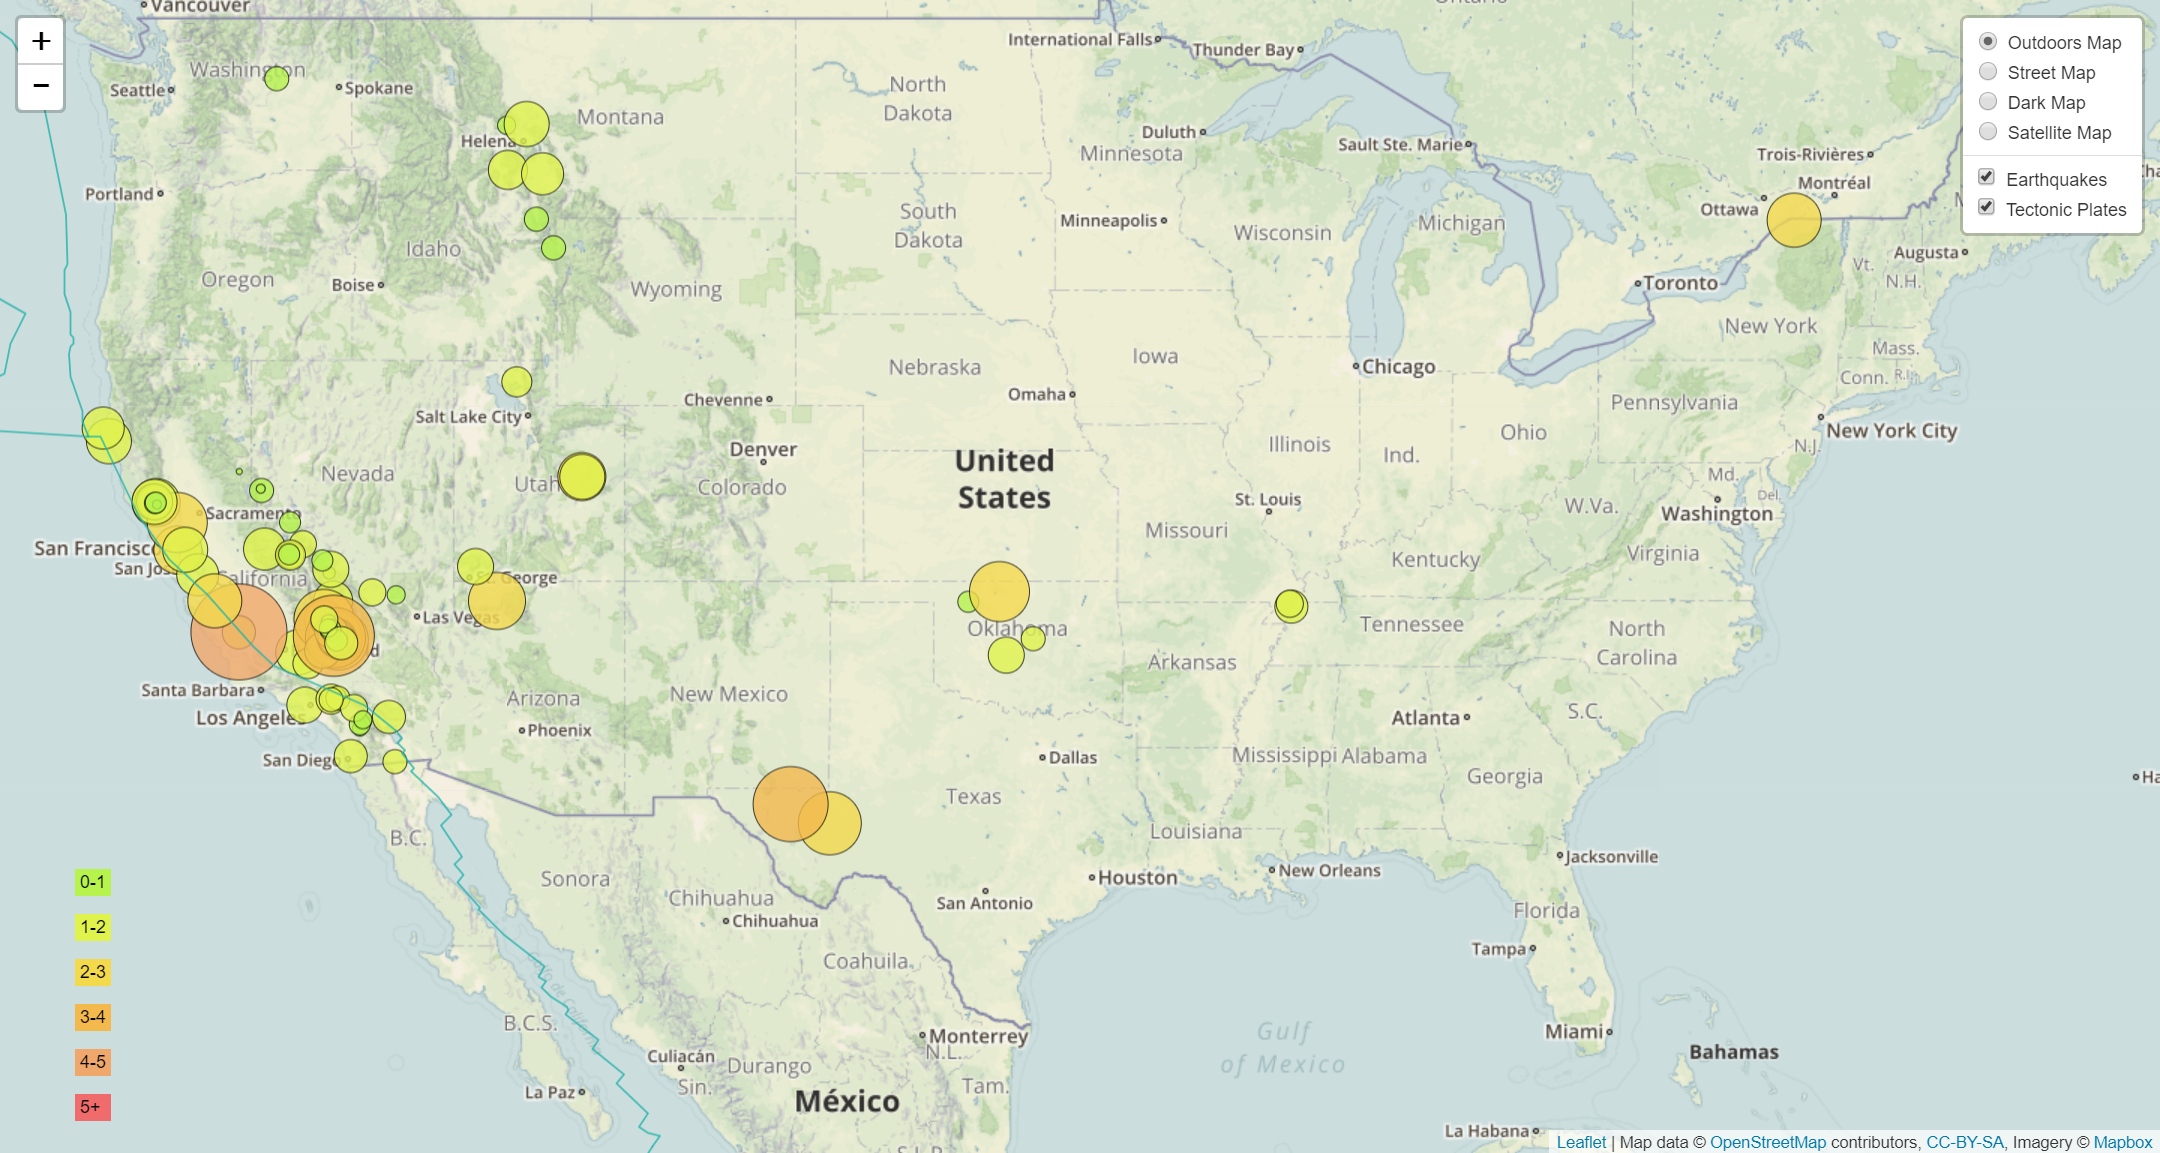 Vancouver
Ontario
+
−
International Falls
Thunder Bay
Outdoors Map
Street Map
Dark Map
Satellite Map
Earthquakes
Tectonic Plates
Washington
Seattle
Spokane
North
Dakota
Montana
Helena
Duluth
Minnesota
Sault Ste. Marie
Trois-Rivières
Montréal
Portland
Ottawa
South
Dakota
Minneapolis
Wisconsin
Michigan
Idaho
Oregon
Boise
Wyoming
Augusta
Vt.
N.H.
Toronto
New York
Mass.
Conn.
R.I.
Nebraska
Iowa
Chicago
Omaha
Cheyenne
Salt Lake City
Pennsylvania
New York City
Denver
Illinois
Ind.
Ohio
N.J.
United
States
Nevada
Utah
Colorado
Md.
Del.
St. Louis
W.Va.
Washington
Sacramento
Missouri
San Francisco
San Jos
California
St. George
Kentucky
Virginia
Las Vegas
Oklahoma
Tennessee
North
Carolina
Arkansas
Santa Barbara
Los Angeles
Arizona
New Mexico
Phoenix
Atlanta
S.C.
San Diego
Dallas
Mississippi
Alabama
Georgia
Texas
Louisiana
B.C.
Jacksonville
Sonora
Chihuahua
Chihuahua
San Antonio
Houston
New Orleans
Florida
Tampa
Coahuila
0-1
1-2
2-3
3-4
4-5
5+
B.C.S.
Monterrey
N.L.
Gulf
of Mexico
Miami
Bahamas
Culiacán
Sin.
Durango
La Paz
México
Tam.
S.L.P.
La Habana
Leaflet | Map data © OpenStreetMap contributors, CC-BY-SA, Imagery © Mapbox